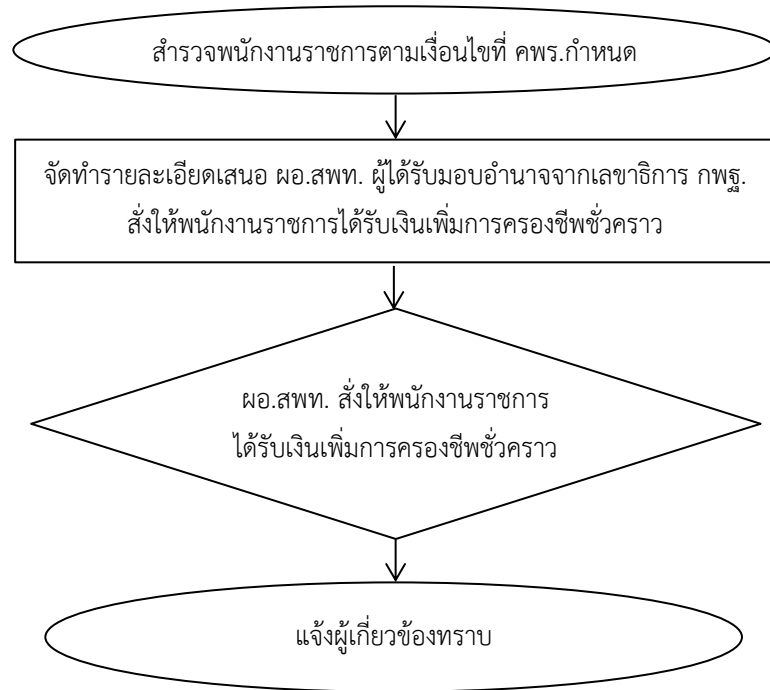 สำรวจพนักงานราชการตามเงื่อนไขที่ คพร.กำหนด
จัดทำรายละเอียดเสนอ ผอ.สพท. ผู้ได้รับมอบอำนาจจากเลขาธิการ กพฐ.
สั่งให้พนักงานราชการได้รับเงินเพิ่มการครองชีพชั่วคราว
ผอ.สพท. สั่งให้พนักงานราชการ
ได้รับเงินเพิ่มการครองชีพชั่วคราว
แจ้งผู้เกี่ยวข้องทราบ